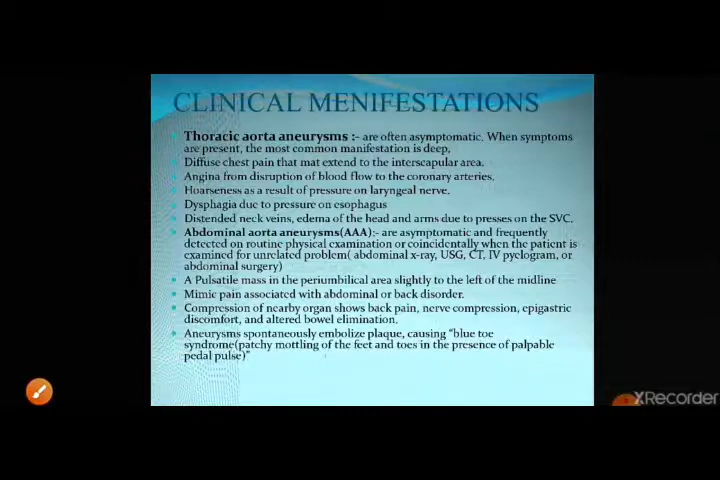 CLINICAL MENIFESTATIONS
Thoracic aorta aneurysms :- are often asymptomatic. When symptoms
are present, the most common manifestation is deep,
Diffuse chest pain that mat extend to the interscapular area.
Angina from disruption of blood flow to the coronary arteries.
Hoarseness as a result of pressure on laryngeal nerve.
Dysphagia due to pressure on esophagus
Distended neck veins, edema of the head and arms due to presses on the SVC.
Abdominal aorta aneurysms(AAA):- are asymptomatic and frequently
detected on routine physical examination or coincidentally when the patient is
examined for unrelated problem( abdominal x-ray, USG, CT, IV pyelogram, or
abdominal surgery)
A Pulsatile mass in the periumbilical area slightly to the left of the midline
Mimic pain associated with abdominal or back disorder.
Compression of nearby organ shows back pain, nerve compression, epigastric
discomfort, and altered bowel elimination.
Aneurysms spontaneously embolize plaque, causing "blue toe
syndrome(patchy mottling of the feet and toes in the presence of palpable
pedal pulse)"
XRecorder